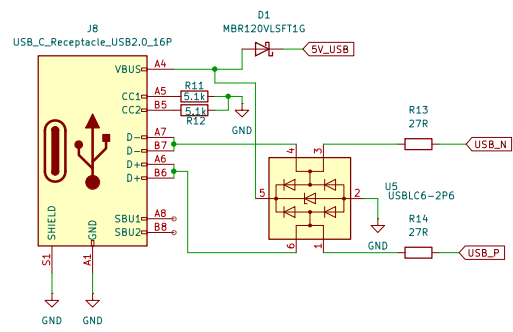 D1
MBR120VLSFT1G
J8
USB_C_Receptacle_USB2.0_16P
5V_USB
VBUS
A4
R11
5.1k
CC1
A5
CC2
B5
5.1k
R12
GND
R13
27R
D-
A7
D-
B7
D+
A6
D+
B6
USB_N
4
3
5
2
U5
USBLC6-2P6
GND
6
1
R14
27R
USB_P
SBU1
A8
SBU2
B8
SHIELD
GND
S1
A1
GND
GND